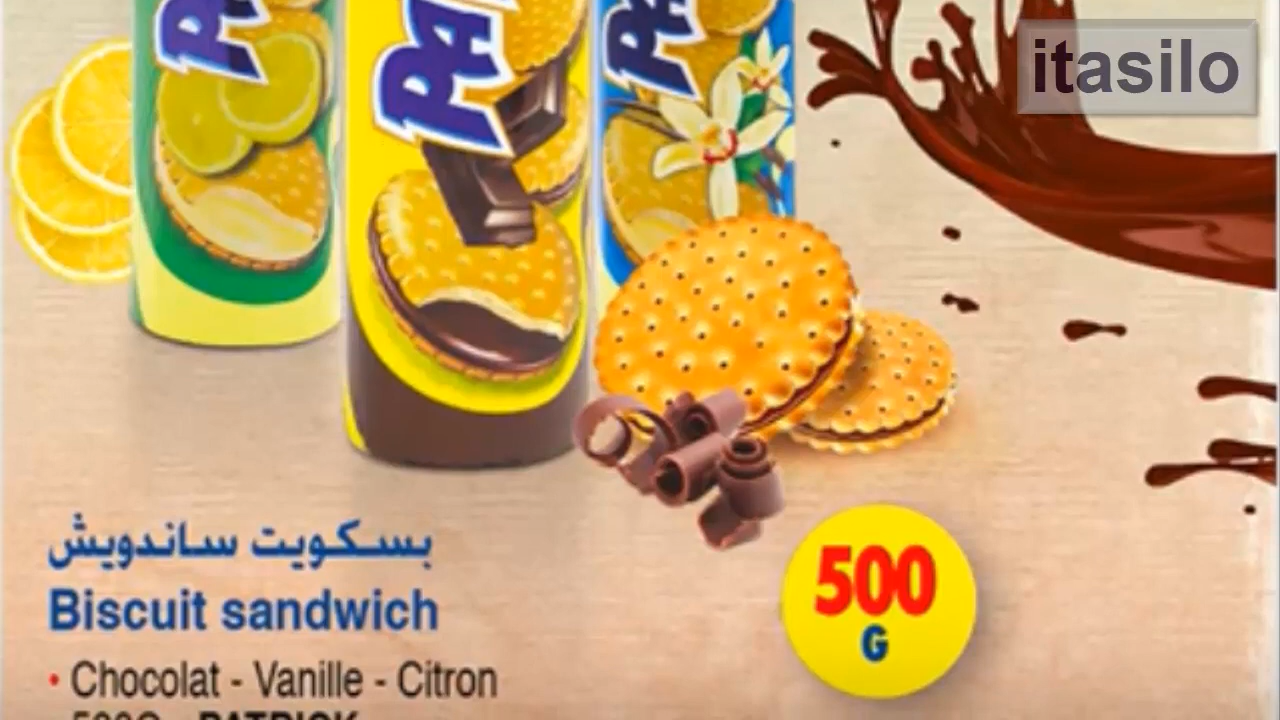 itasilo
بسكويت ساندويش
Biscuit sandwich
• Chocolat - Vanille - Citron
500
G